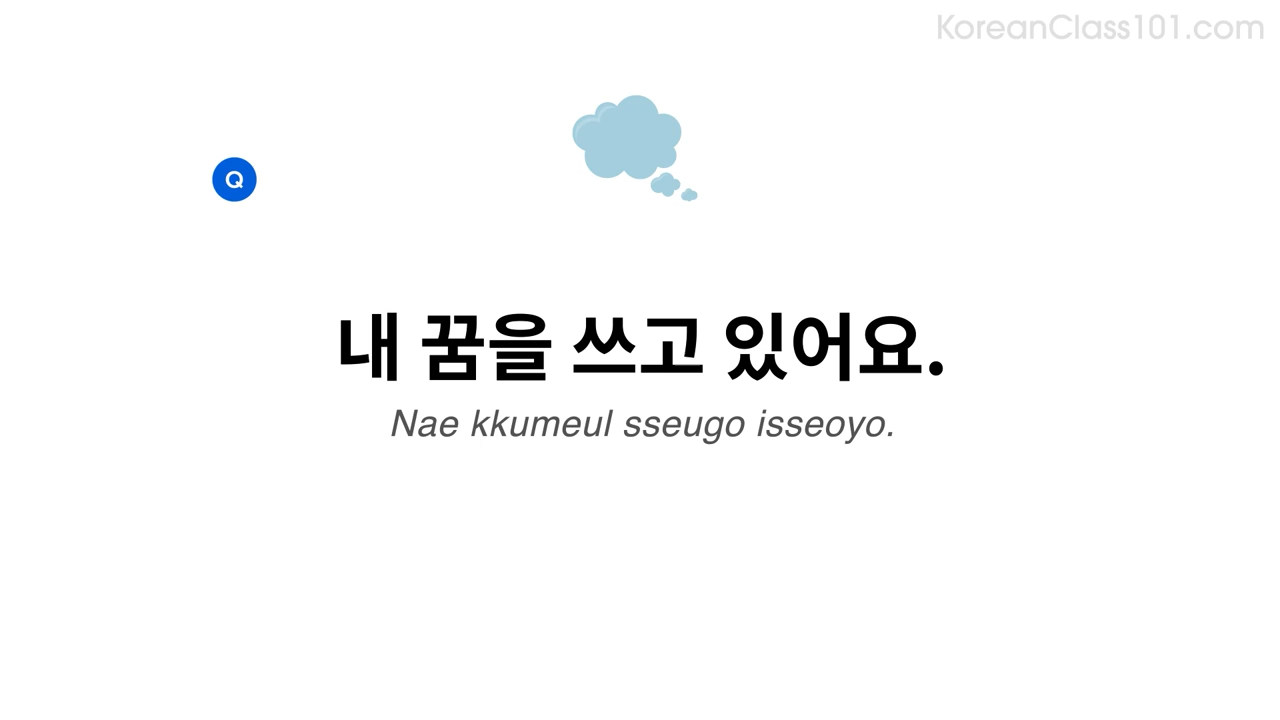 KoreanClass101.com
Q
내 꿈을 쓰고 있어요.
Nae kkumeul sseugo isseoyo.